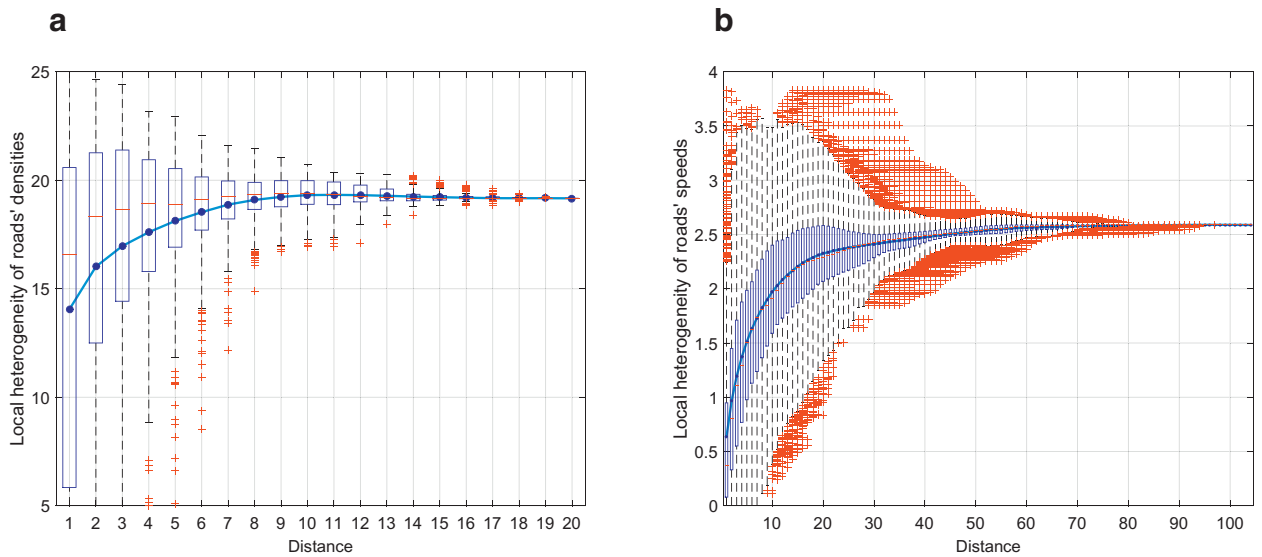 a
Local heterogeneity of roads' densities
25
20
15
10
5
1 2 3 4 5 6 7 8 9 10 11 12 13 14 15 16 17 18 19 20
Distance
b
Local heterogeneity of roads' speeds
4
3.5
3
2.5
2
1.5
1
0.5
0
10 20 30 40 50 60 70 80 90 100
Distance